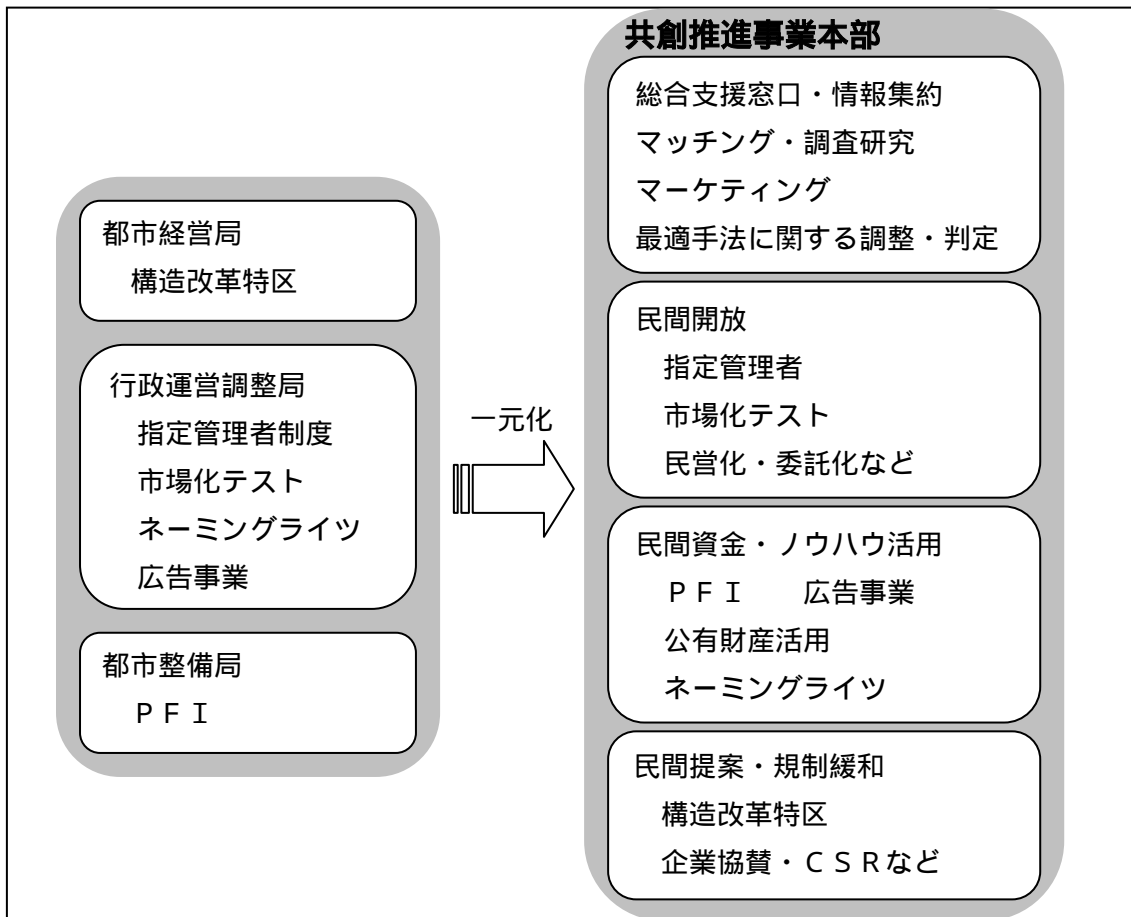 都市経営局
構造改革特区
行政運営調整局
指定管理者制度
市場化テスト
ネーミングライツ
広告事業
都市整備局
ＰＦＩ
一元化
共創推進事業本部
総合支援窓口・情報集約
マッチング・調査研究
マーケティング
最適手法に関する調整・判定
民間開放
指定管理者
市場化テスト
民営化・委託化など
民間資金・ノウハウ活用
ＰＦＩ　　広告事業
公有財産活用
ネーミングライツ
民間提案・規制緩和
構造改革特区
企業協賛・ＣＳＲなど